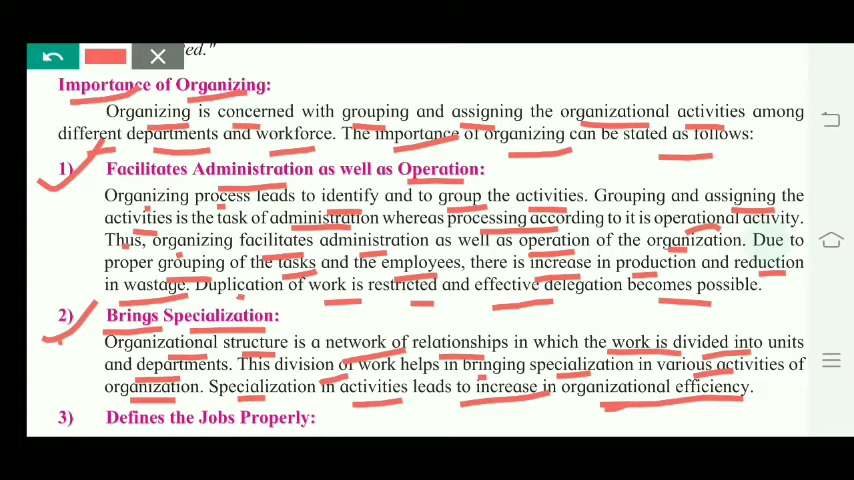 ed."
Importance of Organizing:
Organizing is concerned with grouping and assigning the organizational activities among
different departments and workforce. The importance of organizing can be stated as follows:
1) Facilitates Administration as well as Operation:
Organizing process leads to identify and to group the activities. Grouping and assigning the
activities is the task of administration whereas processing according to it is operational activity.
Thus, organizing facilitates administration as well as operation of the organization. Due to
proper grouping of the tasks and the employees, there is increase in production and reduction
in wastage. Duplication of work is restricted and effective delegation becomes possible.
2) Brings Specialization:
Organizational structure is a network of relationships in which the work is divided into units
and departments. This division of work helps in bringing specialization in various activities of
organization. Specialization in activities leads to increase in organizational efficiency.
3) Defines the Jobs Properly: